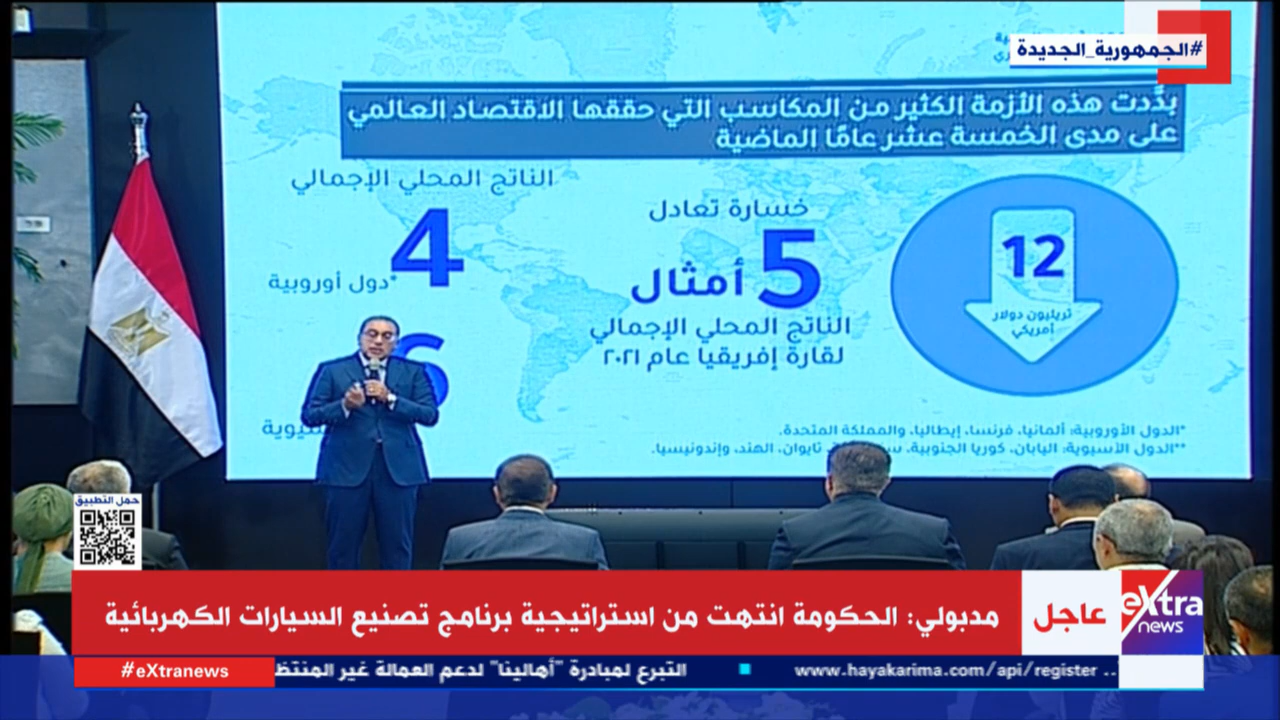 #الجمهورية_الجديدة
بدَّدت هذه الأزمة الكثير من المكاسب التي حققها الاقتصاد العالمي
على مدى الخمسة عشر عامًا الماضية
12
تريليون دولار
أمريكي
خسارة تعادل
5 أمثال
الناتج المحلي الإجمالي
لقارة إفريقيا عام ٢٠٢١
الناتج المحلي الإجمالي
4
*دول أوروبية
6
*الدول الأوروبية: ألمانيا، فرنسا، إيطاليا، والمملكة المتحدة.
**الدول الآسيوية: اليابان، كوريا الجنوبية، تايوان، الهند، وإندونيسيا.
حمل التطبيق
عاجل
مدبولي: الحكومة انتهت من استراتيجية برنامج تصنيع السيارات الكهربائية
eXtra
news
#eXtranews
www.hayakarima.com/api/register ..
التبرع لمبادرة "أهالينا" لدعم العمالة غير